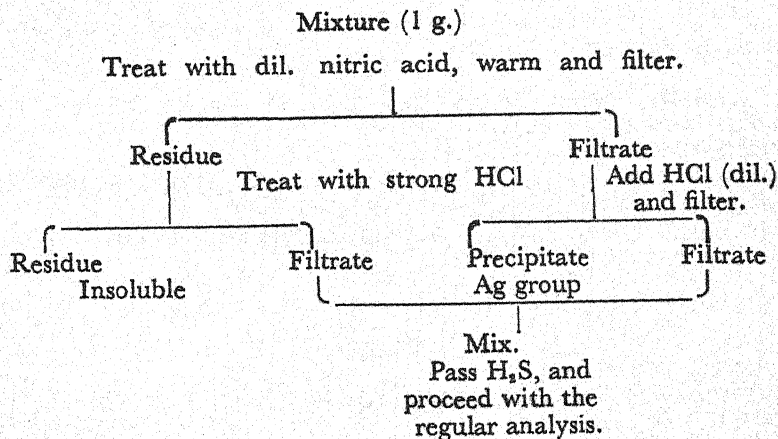 Mixture (1 g.)
Treat with dil. nitric acid, warm and filter.
Residue
Treat with strong HCl
Filtrate
Add HCl (dil.)
and filter.
Residue
Insoluble
Filtrate
Precipitate
Ag group
Filtrate
Mix.
Pass H₂S, and
proceed with the
regular analysis.